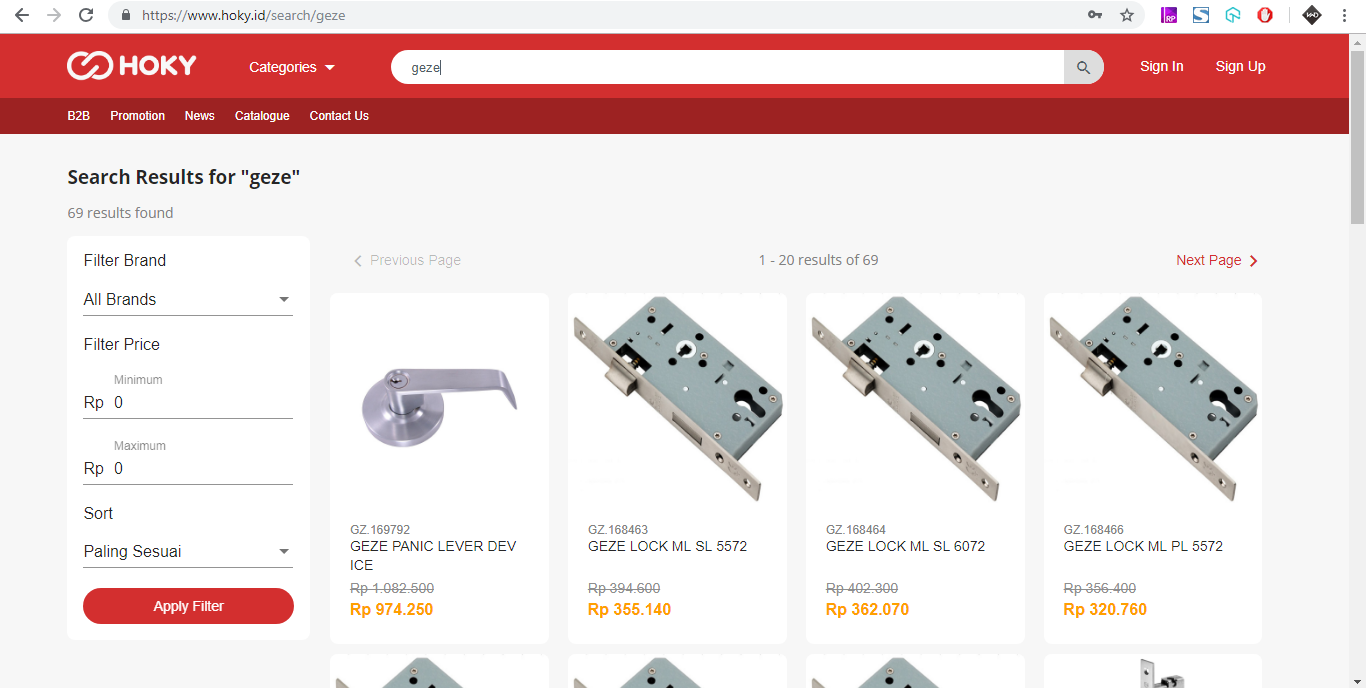 https://www.hoky.id/search/geze
HOKY
Categories
geze
Sign In
Sign Up
B2B
Promotion
News
Catalogue
Contact Us
Search Results for "geze"
69 results found
Filter Brand
All Brands
Filter Price
Minimum
Rp 0
Maximum
Rp 0
Sort
Paling Sesuai
Apply Filter
Previous Page
1 - 20 results of 69
Next Page
GZ.169792
GEZE PANIC LEVER DEV
ICE
Rp 1.082.500
Rp 974.250
GZ.168463
GEZE LOCK ML SL 5572
Rp 394.600
Rp 355.140
GZ.168464
GEZE LOCK ML SL 6072
Rp 402.300
Rp 362.070
GZ.168466
GEZE LOCK ML PL 5572
Rp 356.400
Rp 320.760